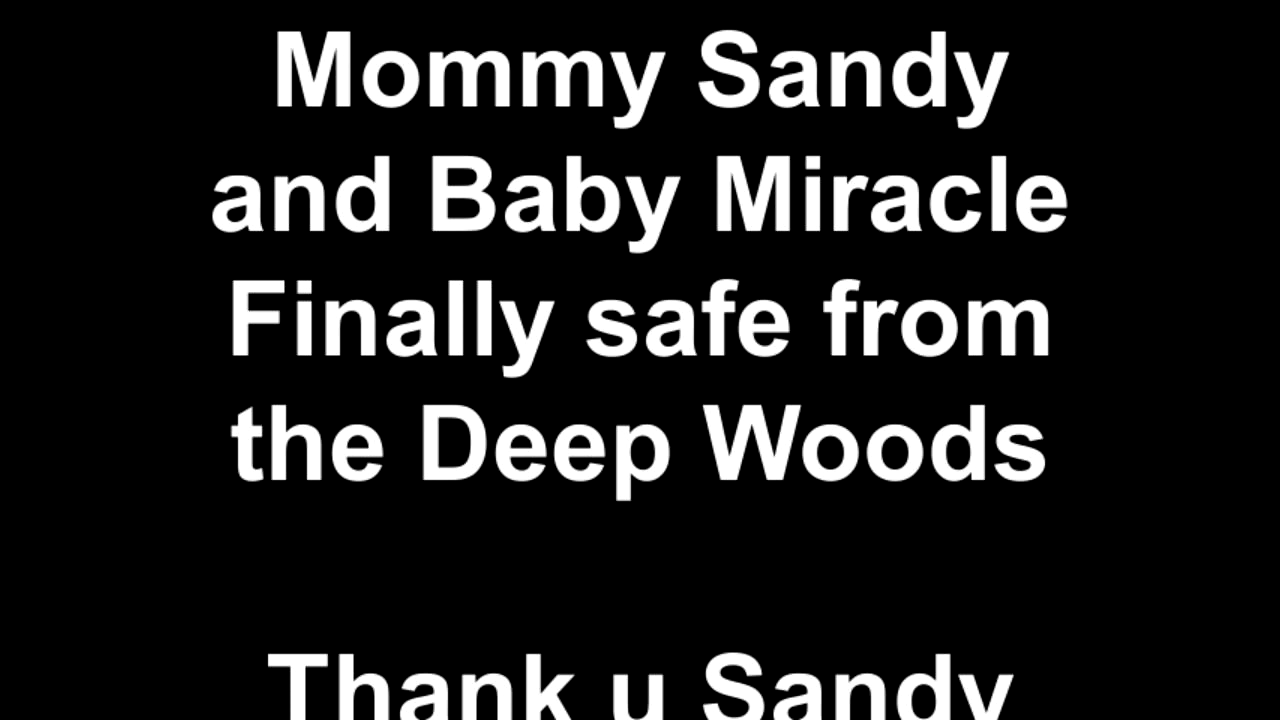 Mommy Sandy
and Baby Miracle
Finally safe from
the Deep Woods
Thank u Sandy